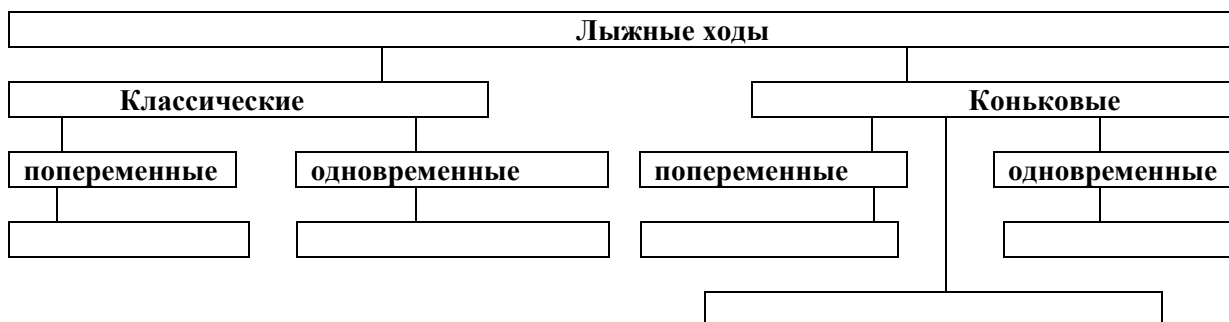 Лыжные ходы
Классические Коньковые
попеременные одновременные попеременные одновременные